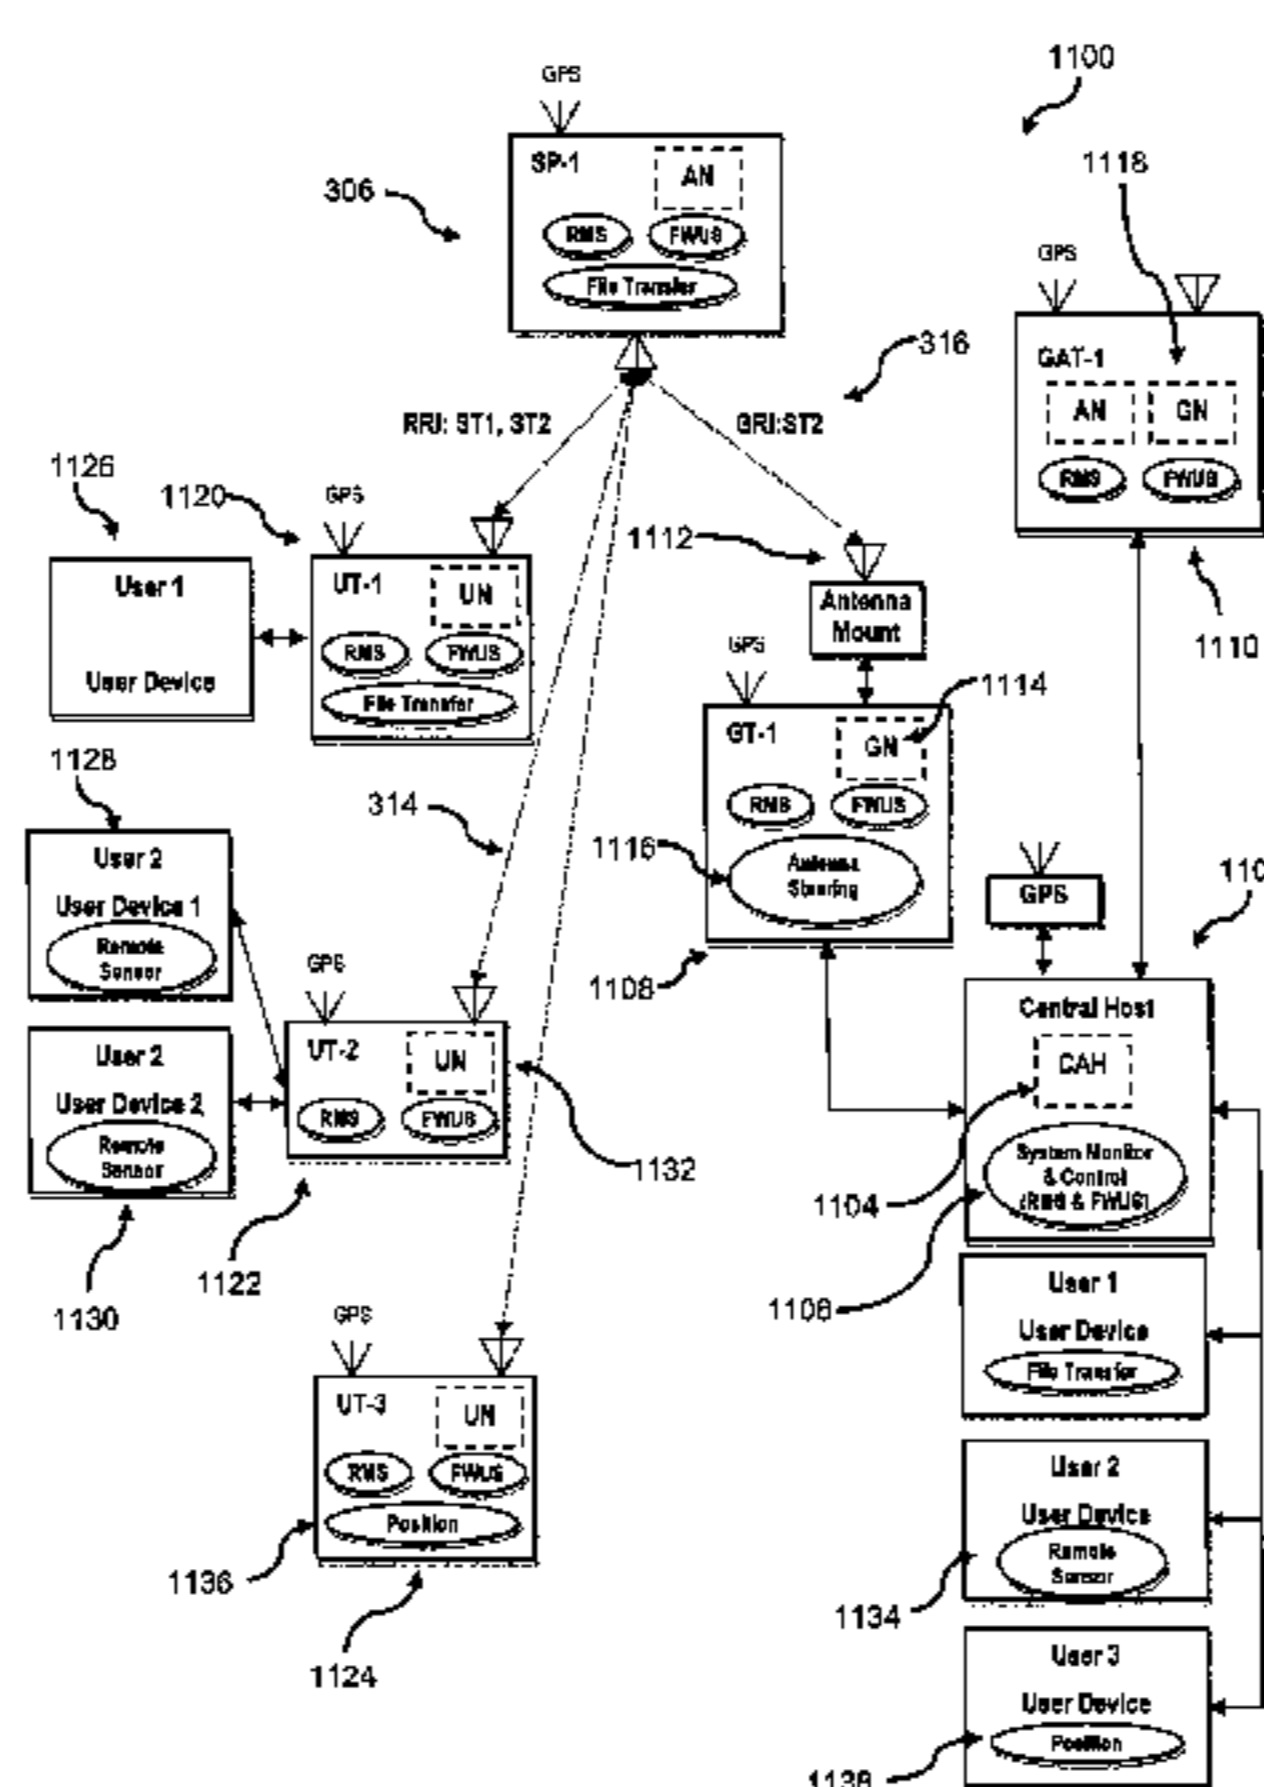 1100
GPS
SP-1
AN
RMS
FWUS
File Transfer
306
1118
GPS
GAT-1
AN
GN
RMS
FWUS
1110
316
RRI: ST1, ST2
GRI:ST2
1126
User 1
User Device
1120
GPS
UT-1
UN
RMS
FWUS
File Transfer
1112
Antenna
Mount
GPS
GT-1
GN
1114
RMS
FWUS
1116
Antenna
Steering
1108
1128
User 2
User Device 1
Remote
Sensor
314
GPS
110
GPS
UT-2
UN
RMS
FWUS
1132
1122
User 2
User Device 2
Remote
Sensor
1130
Central Host
CAH
System Monitor
& Control
(RMS & FWUS)
1104
1106
User 1
User Device
File Transfer
GPS
UT-3
UN
RMS
FWUS
Position
1136
1124
User 2
User Device
Remote
Sensor
1134
User 3
User Device
Position
1138